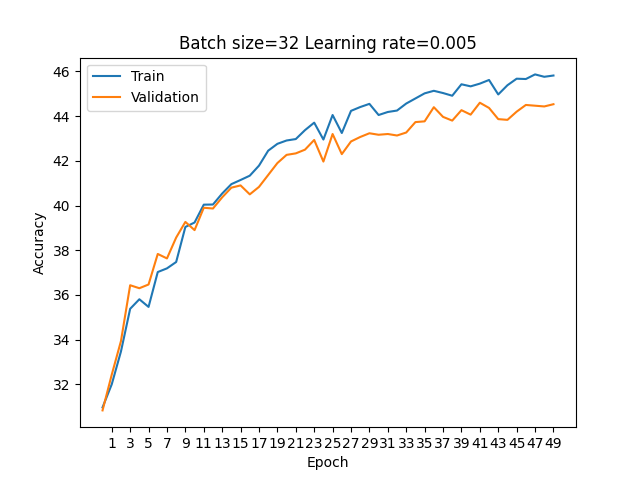 Batch size=32 Learning rate=0.005
Train
Validation
46
44
42
40
38
36
34
32
Accuracy
1 3 5 7 9 11 13 15 17 19 21 23 25 27 29 31 33 35 37 39 41 43 45 47 49
Epoch